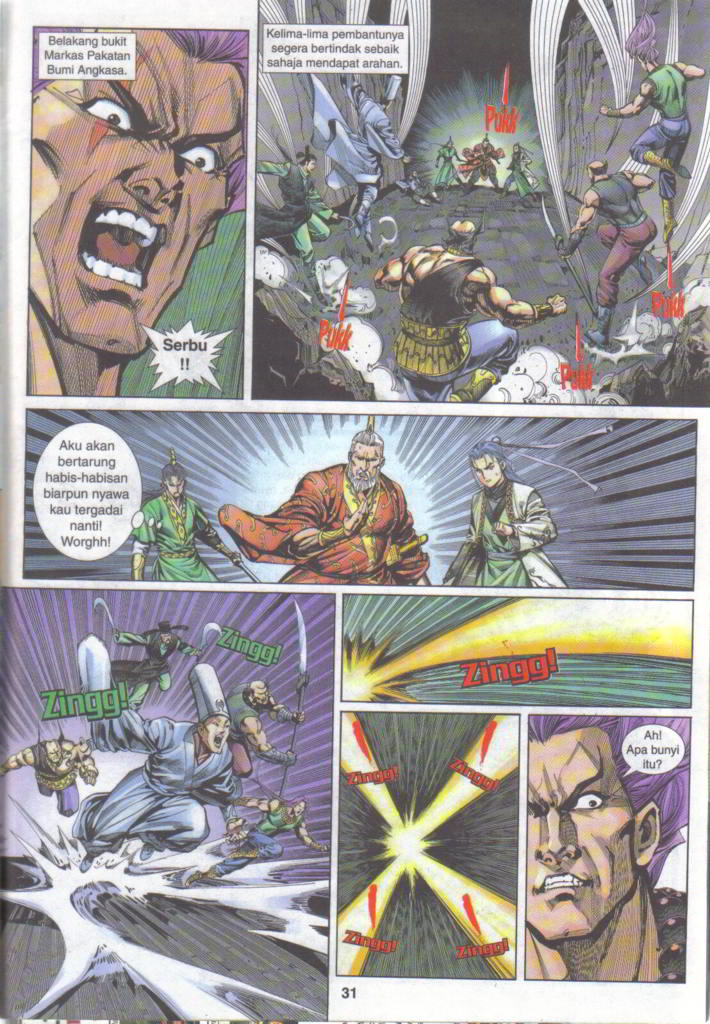 Belakang bukit
Markas Pakatan
Bumi Angkasa.
Serbu
!!
Kelima-lima pembantunya
segera bertindak sebaik
sahaja mendapat arahan.
Pukk
Pukk
Pukk
Pukk
Pukk
Aku akan
bertarung
habis-habisan
biarpun nyawa
kau tergadai
nanti!
Worghh!
Zingg!
Zingg!
Zingg!
Zingg!
Zingg!
Zingg!
Zingg!
Ah!
Apa bunyi
itu?
31